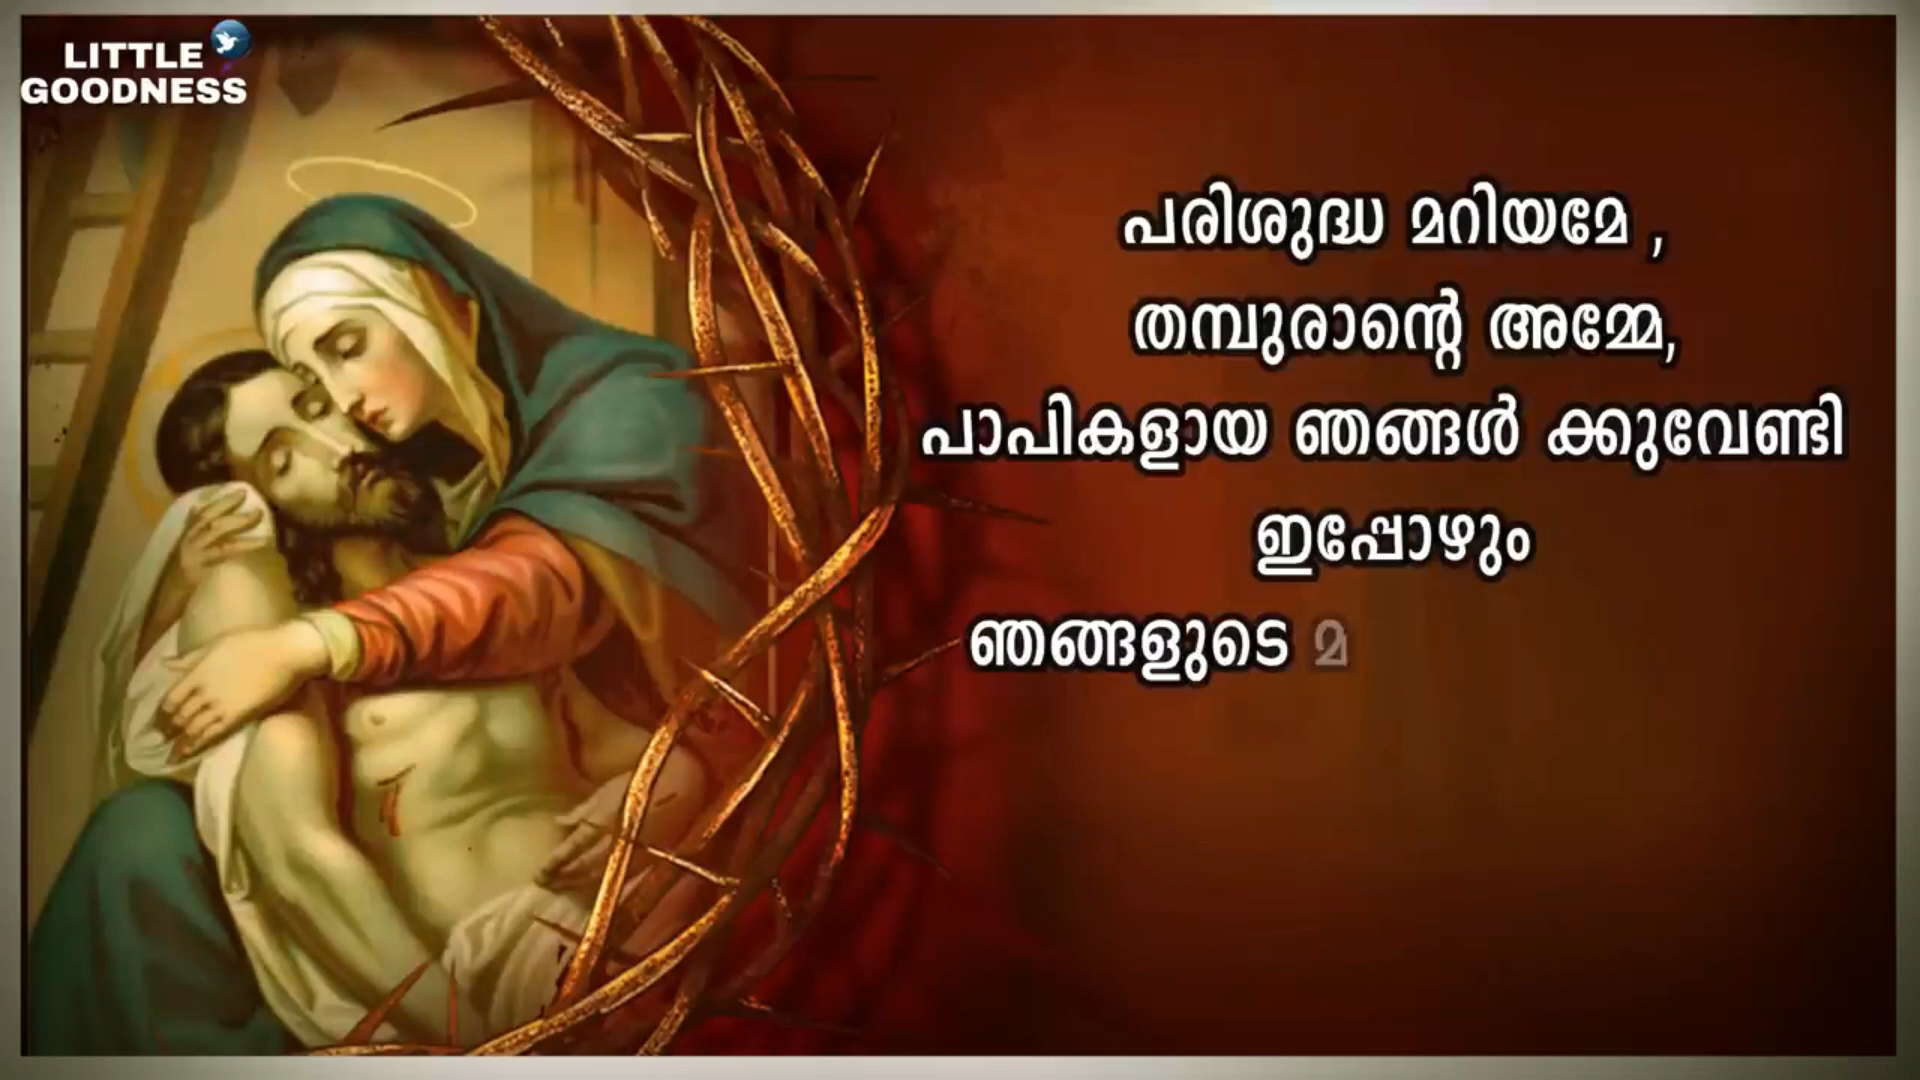 LITTLE
GOODNESS
പരിശുദ്ധ മറിയമേ ,
തമ്പുരാന്റെ അമ്മേ,
പാപികളായ ഞങ്ങൾ ക്കുവേണ്ടി
ഇപ്പോഴും
ഞങ്ങളുടെ മ